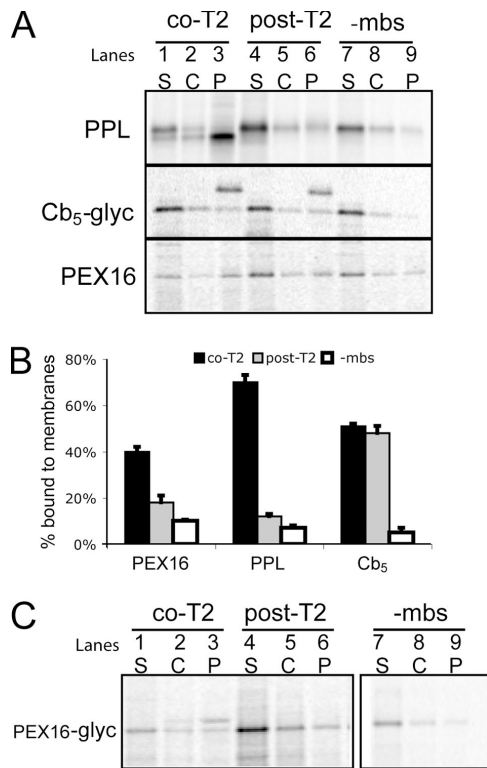 A
co-T2 post-T2 -mbs
Lanes 1 2 3 4 5 6 7 8 9
S C P S C P S C P
PPL
Cb5-glyc
PEX16
B
co-T2 post-T2 -mbs
% bound to membranes
80%
60%
40%
20%
0%
PEX16 PPL Cb5
C
co-T2 post-T2 -mbs
Lanes 1 2 3 4 5 6 7 8 9
S C P S C P S C P
PEX16-glyc